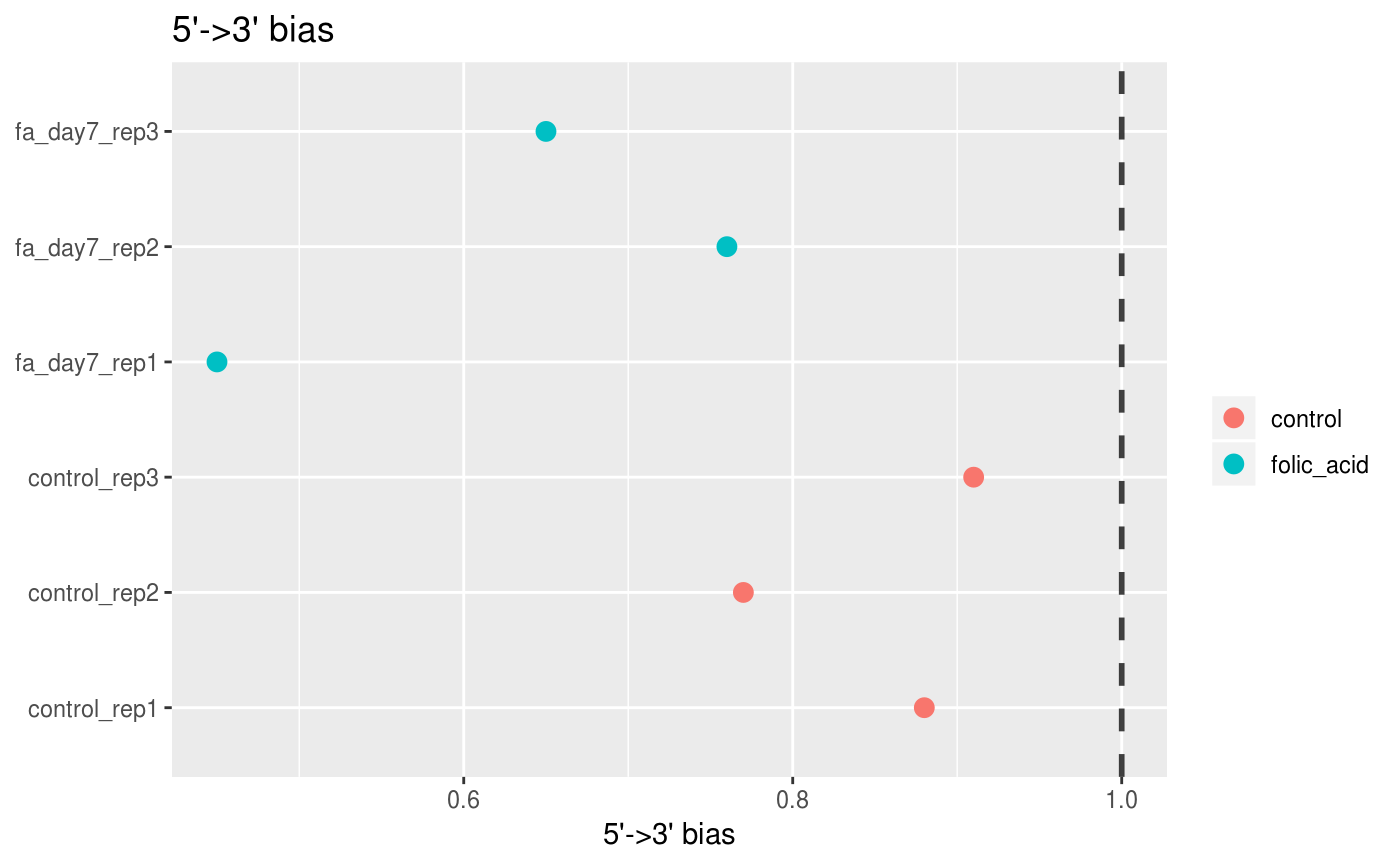 5'->3' bias
fa_day7_rep3
fa_day7_rep2
fa_day7_rep1
control_rep3
control_rep2
control_rep1
0.6 0.8 1.0
5'->3' bias
control
folic_acid